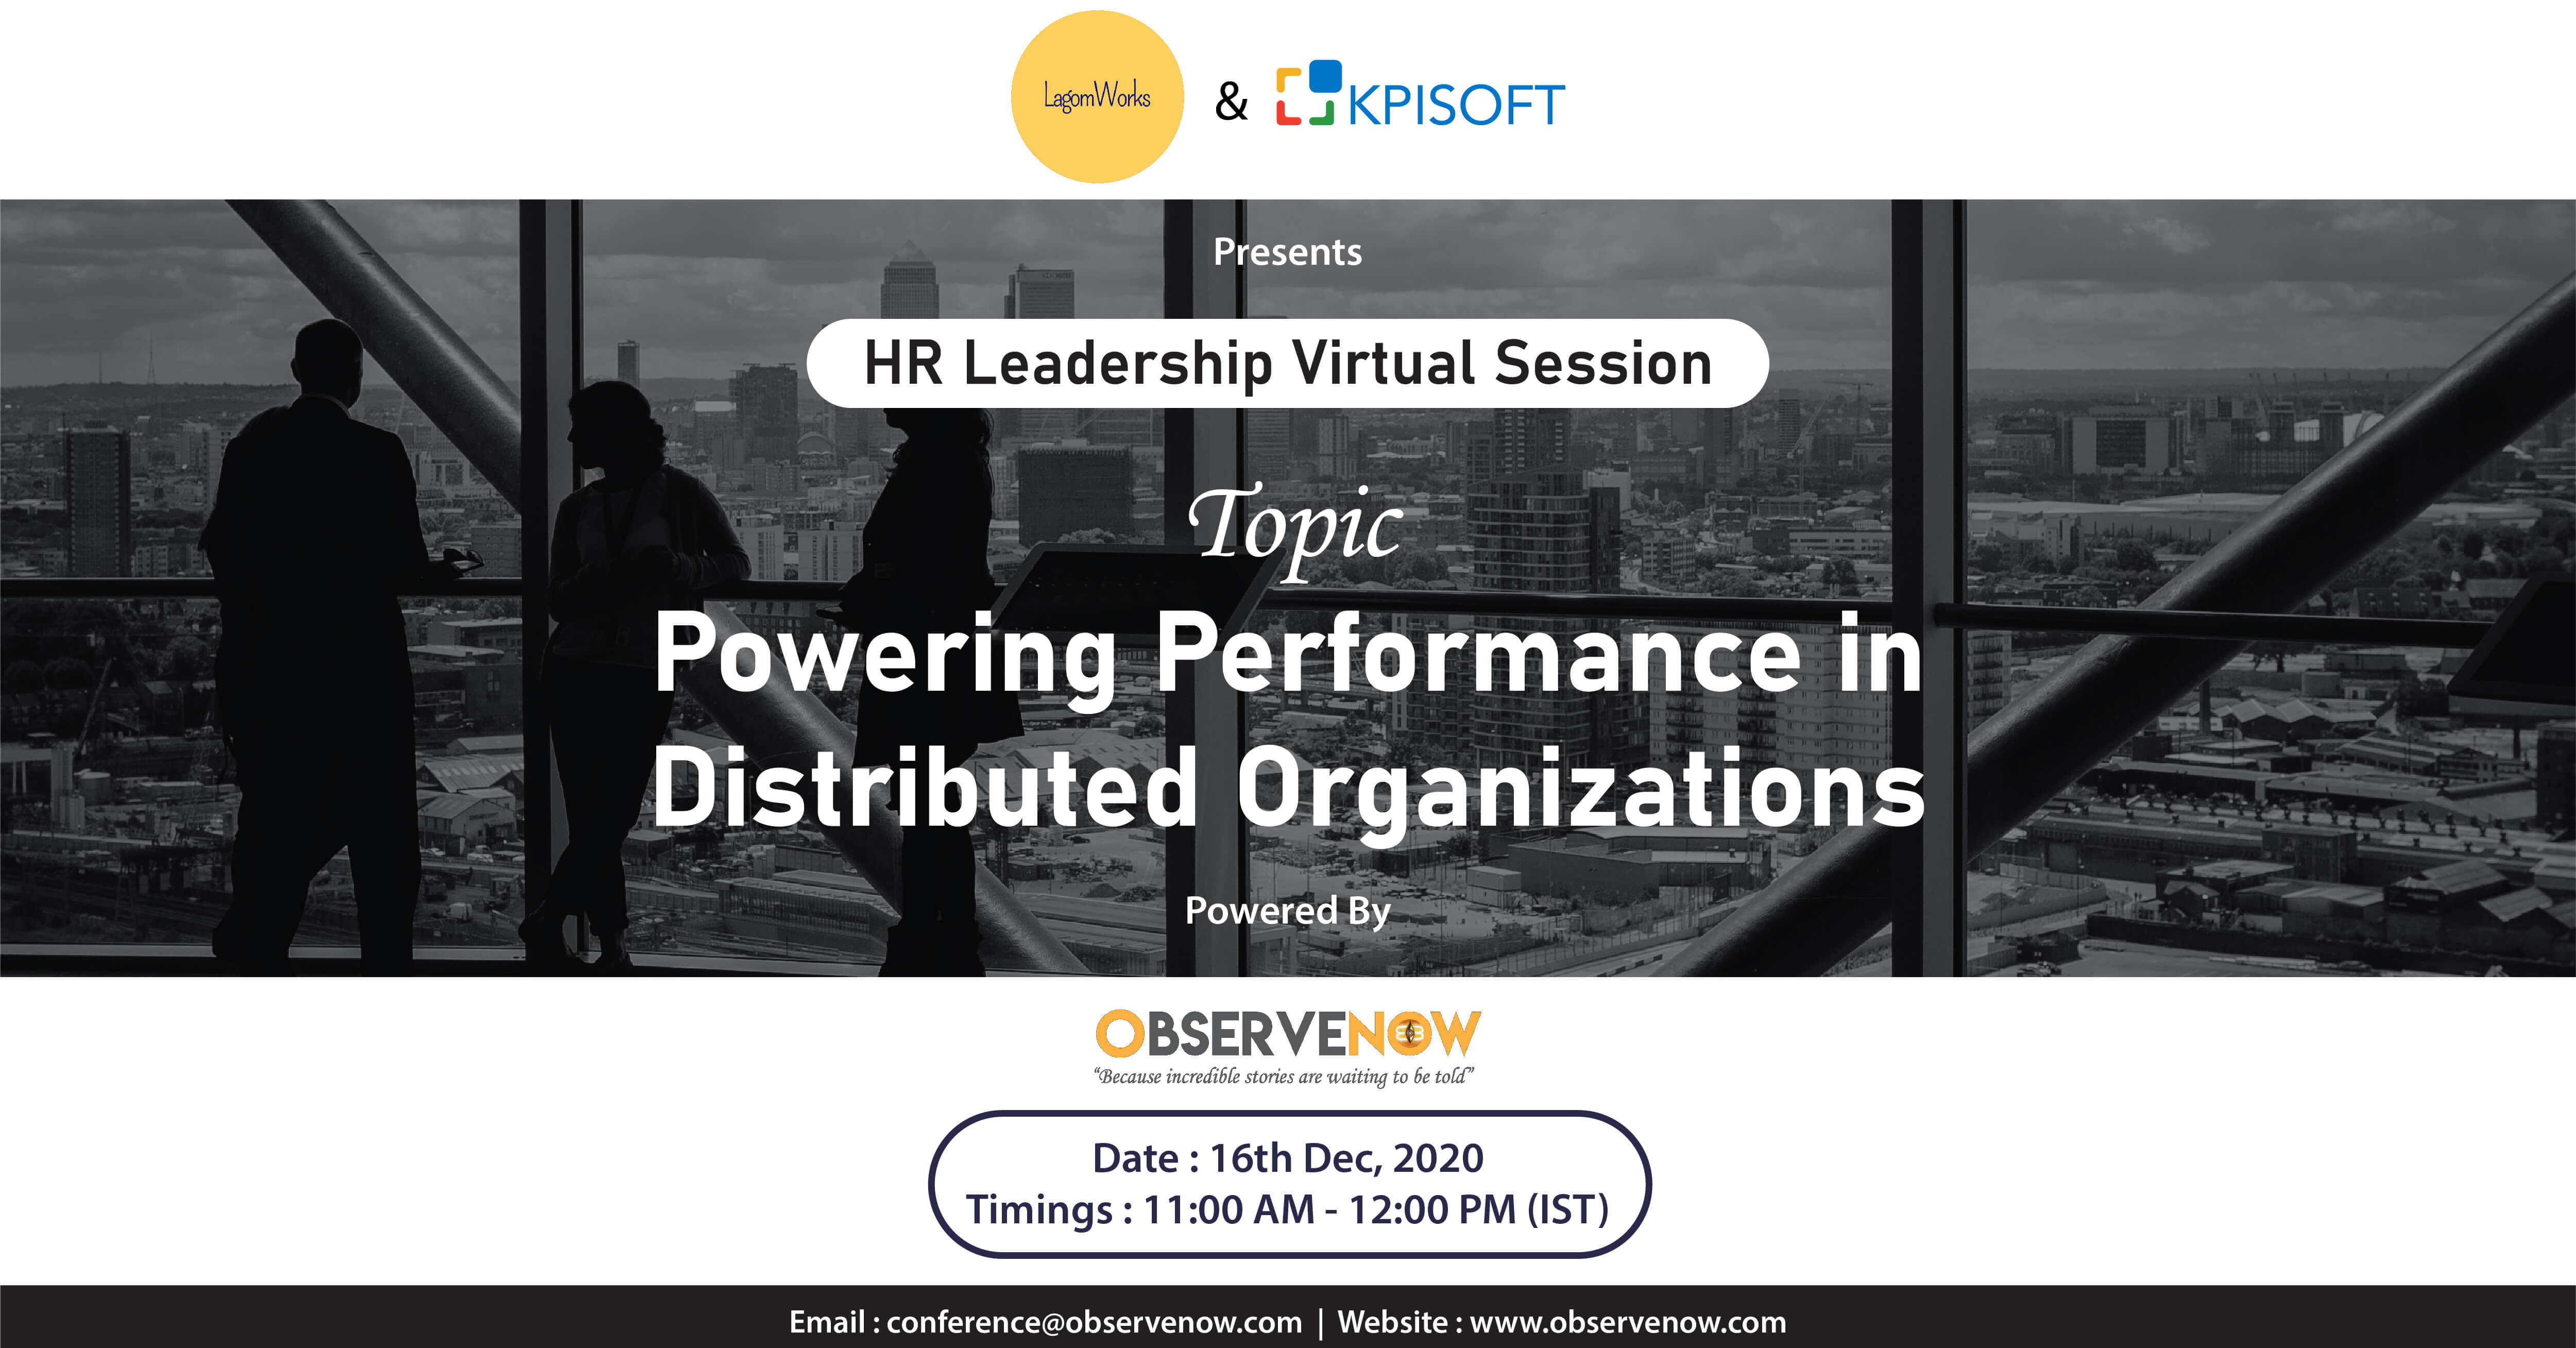 LagomWorks & KPISOFT
Presents
HR Leadership Virtual Session
Topic
Powering Performance in
Distributed Organizations
Powered By
OBSERVENOW
“Because incredible stories are waiting to be told”
Date : 16th Dec, 2020
Timings : 11:00 AM - 12:00 PM (IST)
Email : conference@observenow.com | Website : www.observenow.com